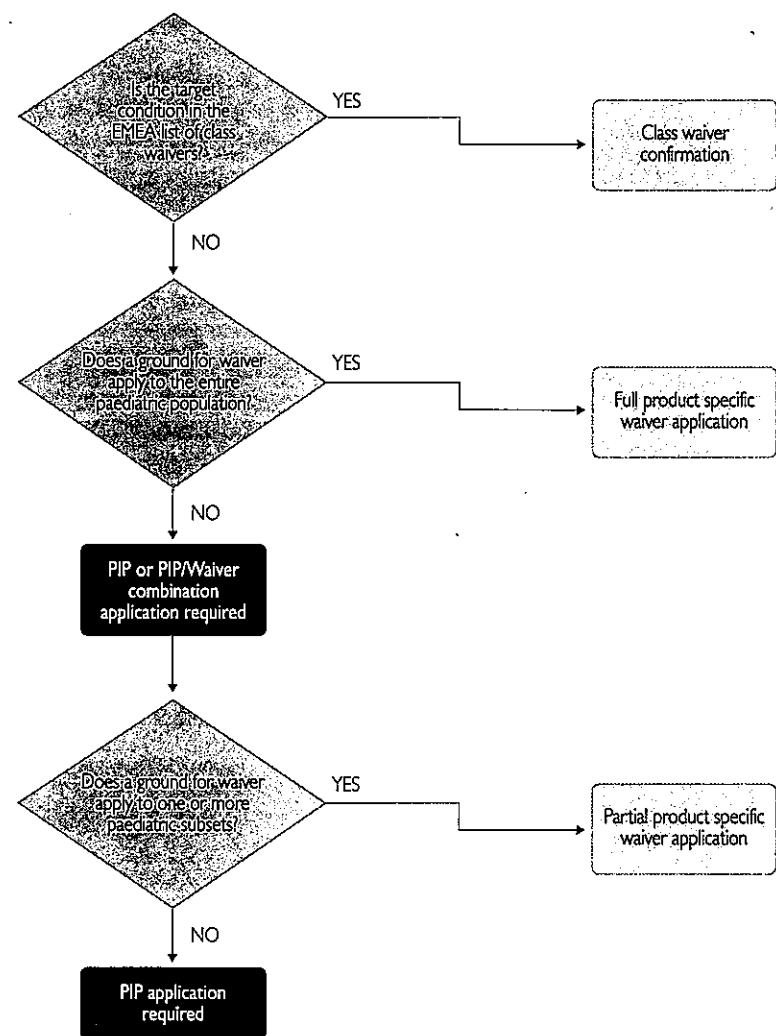 Is the target
condition in the
EMEA list of class
waivers?
YES
Class waiver
confirmation
NO
Does a ground for waiver
apply to the entire
paediatric population?
YES
Full product specific
waiver application
NO
PIP or PIP/Waiver
combination
application required
Does a ground for waiver
apply to one or more
paediatric subsets?
YES
Partial product specific
waiver application
NO
PIP application
required